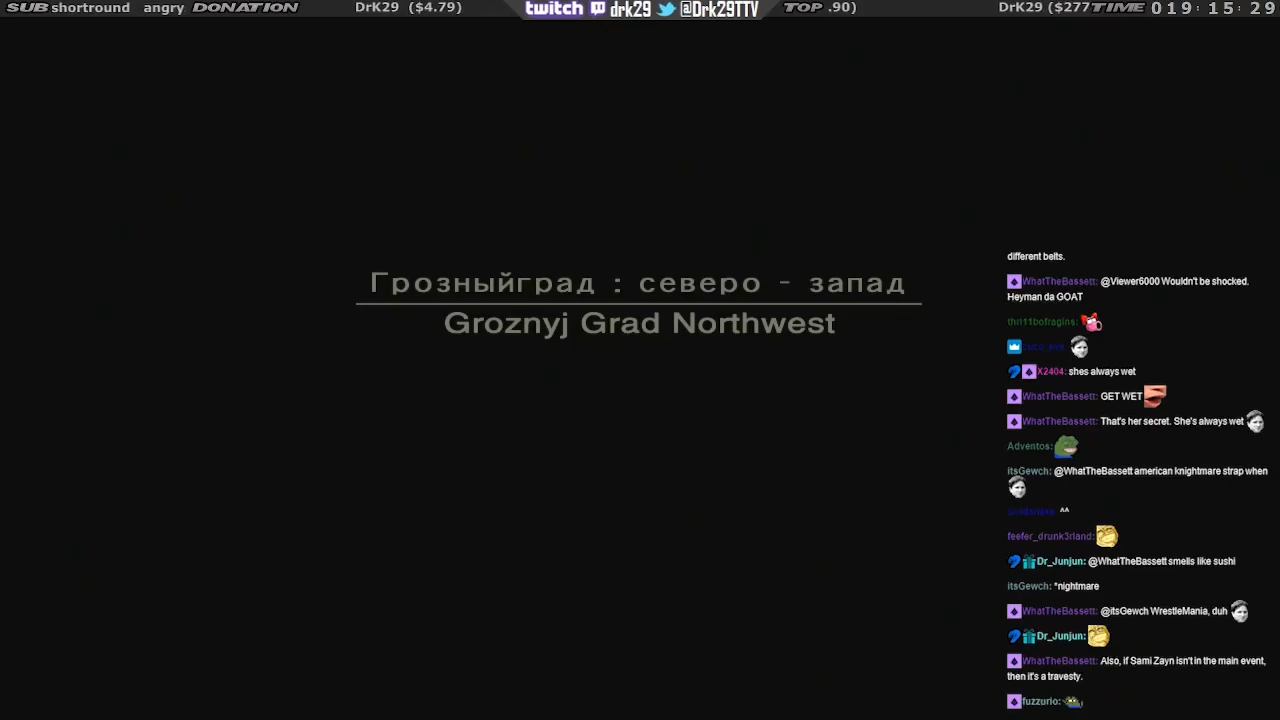 SUB shortround angry DONATION DrK29 ($4.79) twitch drk29 @Drk29TTV TOP .90) DrK29 ($277 TIME 019:15:29
Грозныйград : северо - запад
Groznyj Grad Northwest
different belts.
WhatTheBassett: @Viewer6000 Wouldn't be shocked.
Heyman da GOAT
thri11bofragins:
X2404: shes always wet
WhatTheBassett: GET WET
WhatTheBassett: That's her secret. She's always wet
Adventos:
itsGewch: @WhatTheBassett american knightmare strap when
^^
feefer_drunk3rland:
Dr_Junjun: @WhatTheBassett smells like sushi
itsGewch: *nightmare
WhatTheBassett: @itsGewch WrestleMania, duh
Dr_Junjun:
WhatTheBassett: Also, if Sami Zayn isn't in the main event,
then it's a travesty.
fuzzurio: